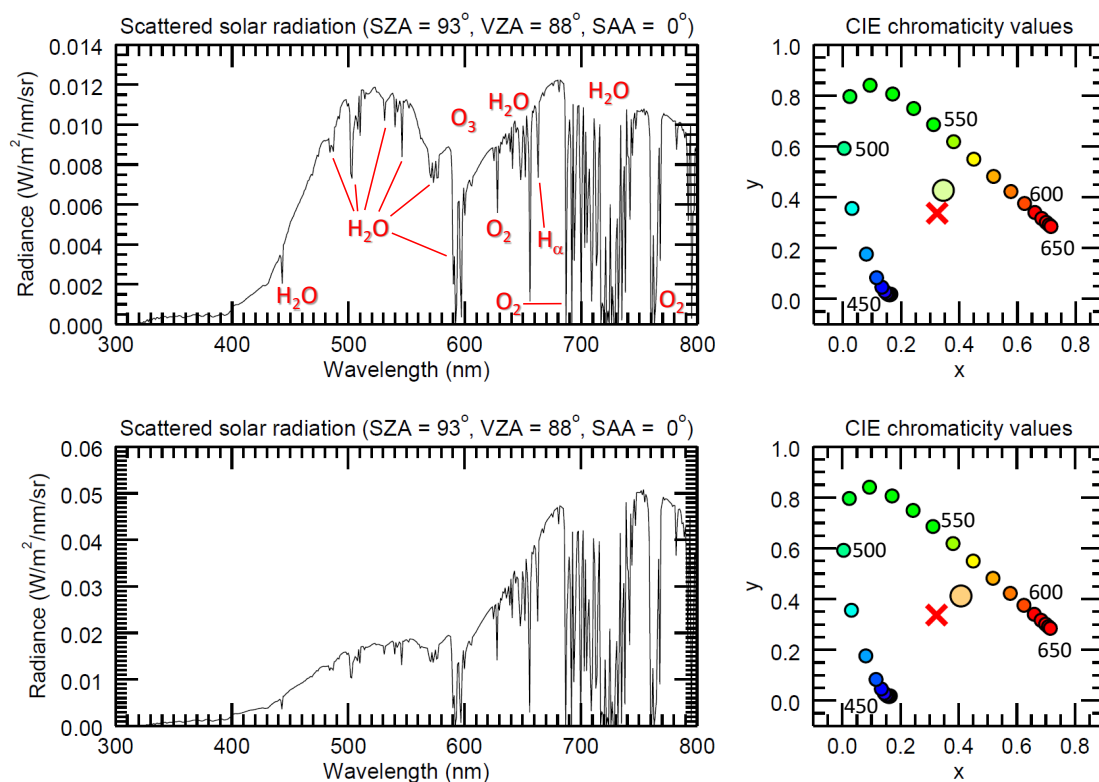 Scattered solar radiation (SZA = 93°, VZA = 88°, SAA = 0°)
Radiance (W/m²/nm/sr)
0.014
0.012
0.010
0.008
0.006
0.004
0.002
0.000
H₂O
O₃
H₂O
H₂O
H₂O
O₂
Hα
H₂O
O₂
O₂
300 400 500 600 700 800
Wavelength (nm)
CIE chromaticity values
y
1.0
0.8
0.6
0.4
0.2
0.0
550
500
600
650
450
0.0 0.2 0.4 0.6 0.8
x
Scattered solar radiation (SZA = 93°, VZA = 88°, SAA = 0°)
Radiance (W/m²/nm/sr)
0.06
0.05
0.04
0.03
0.02
0.01
0.00
300 400 500 600 700 800
Wavelength (nm)
CIE chromaticity values
y
1.0
0.8
0.6
0.4
0.2
0.0
550
500
600
650
450
0.0 0.2 0.4 0.6 0.8
x